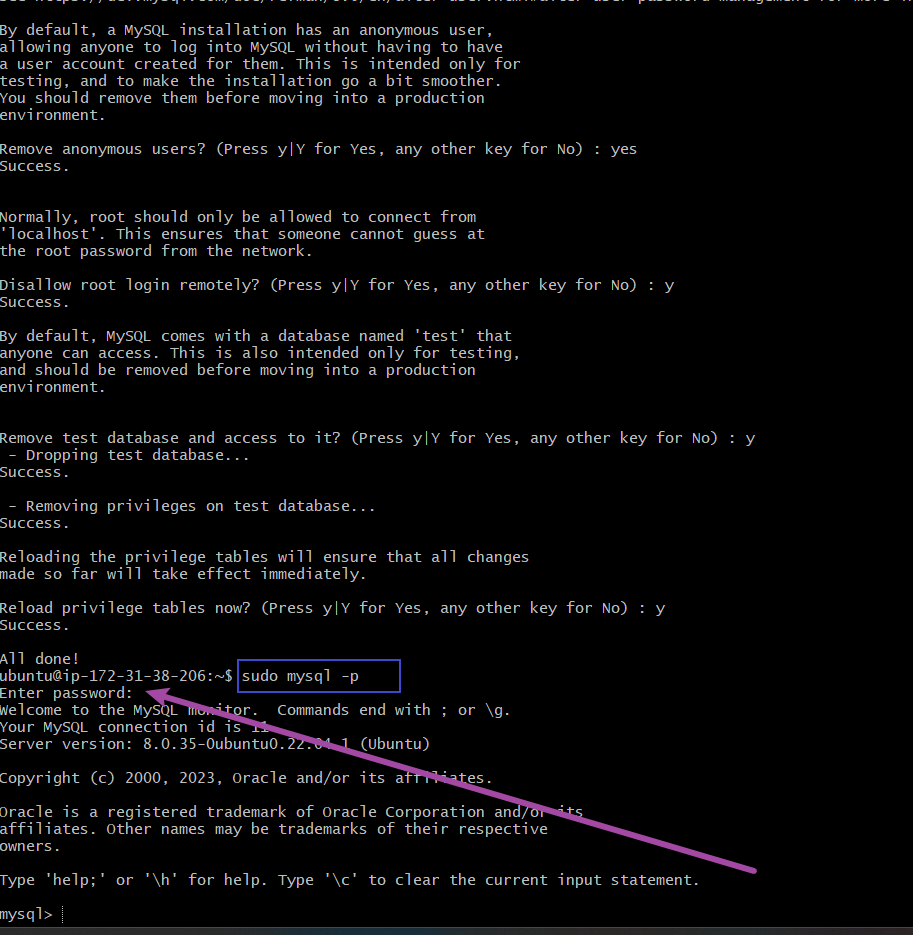 By default, a MySQL installation has an anonymous user,
allowing anyone to log into MySQL without having to have
a user account created for them. This is intended only for
testing, and to make the installation go a bit smoother.
You should remove them before moving into a production
environment.
Remove anonymous users? (Press y|Y for Yes, any other key for No) : yes
Success.
Normally, root should only be allowed to connect from
'localhost'. This ensures that someone cannot guess at
the root password from the network.
Disallow root login remotely? (Press y|Y for Yes, any other key for No) : y
Success.
By default, MySQL comes with a database named 'test' that
anyone can access. This is also intended only for testing,
and should be removed before moving into a production
environment.
Remove test database and access to it? (Press y|Y for Yes, any other key for No) : y
- Dropping test database...
Success.
- Removing privileges on test database...
Success.
Reloading the privilege tables will ensure that all changes
made so far will take effect immediately.
Reload privilege tables now? (Press y|Y for Yes, any other key for No) : y
Success.
All done!
ubuntu@ip-172-31-38-206:~$ sudo mysql -p
Enter password:
Welcome to the MySQL monitor.  Commands end with ; or \g.
Your MySQL connection id is 11
Server version: 8.0.35-0ubuntu0.22.04.1 (Ubuntu)
Copyright (c) 2000, 2023, Oracle and/or its affiliates.
Oracle is a registered trademark of Oracle Corporation and/or its
affiliates. Other names may be trademarks of their respective
owners.
Type 'help;' or '\h' for help. Type '\c' to clear the current input statement.
mysql>